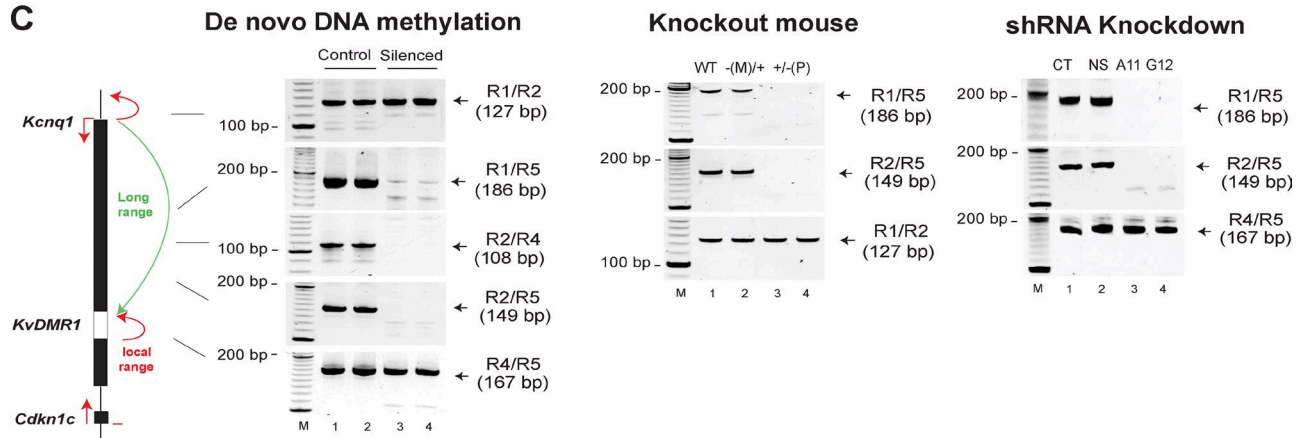 C
De novo DNA methylation
Knockout mouse
shRNA Knockdown
Control Silenced
WT -(M)/+ +/-(P)
CT NS A11 G12
Kcnq1
Long
range
KvDMR1
local
range
Cdkn1c
100 bp
R1/R2
(127 bp)
200 bp
R1/R5
(186 bp)
100 bp
R2/R4
(108 bp)
200 bp
R2/R5
(149 bp)
200 bp
R4/R5
(167 bp)
M 1 2 3 4
200 bp
R1/R5
(186 bp)
200 bp
R2/R5
(149 bp)
R1/R2
(127 bp)
100 bp
M 1 2 3 4
200 bp
R1/R5
(186 bp)
200 bp
R2/R5
(149 bp)
200 bp
R4/R5
(167 bp)
M 1 2 3 4